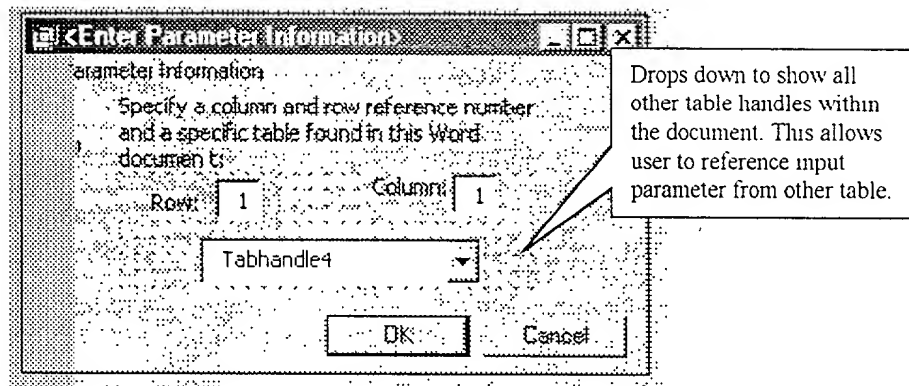 <Enter Parameter Information>
arameter Information
Specify a column and row reference number
and a specific table found in this Word
documen t:
Row: 1 Column: 1
Tabhandle4
OK Cancel
Drops down to show all
other table handles within
the document. This allows
user to reference input
parameter from other table.